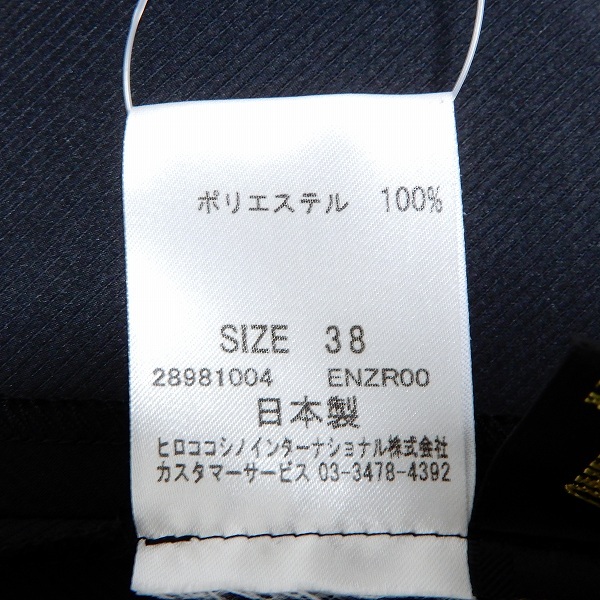 ポリエステル 100%
SIZE 38
28981004 ENZR00
日本製
ヒロココシノインターナショナル株式会社
カスタマーサービス 03-3478-4392